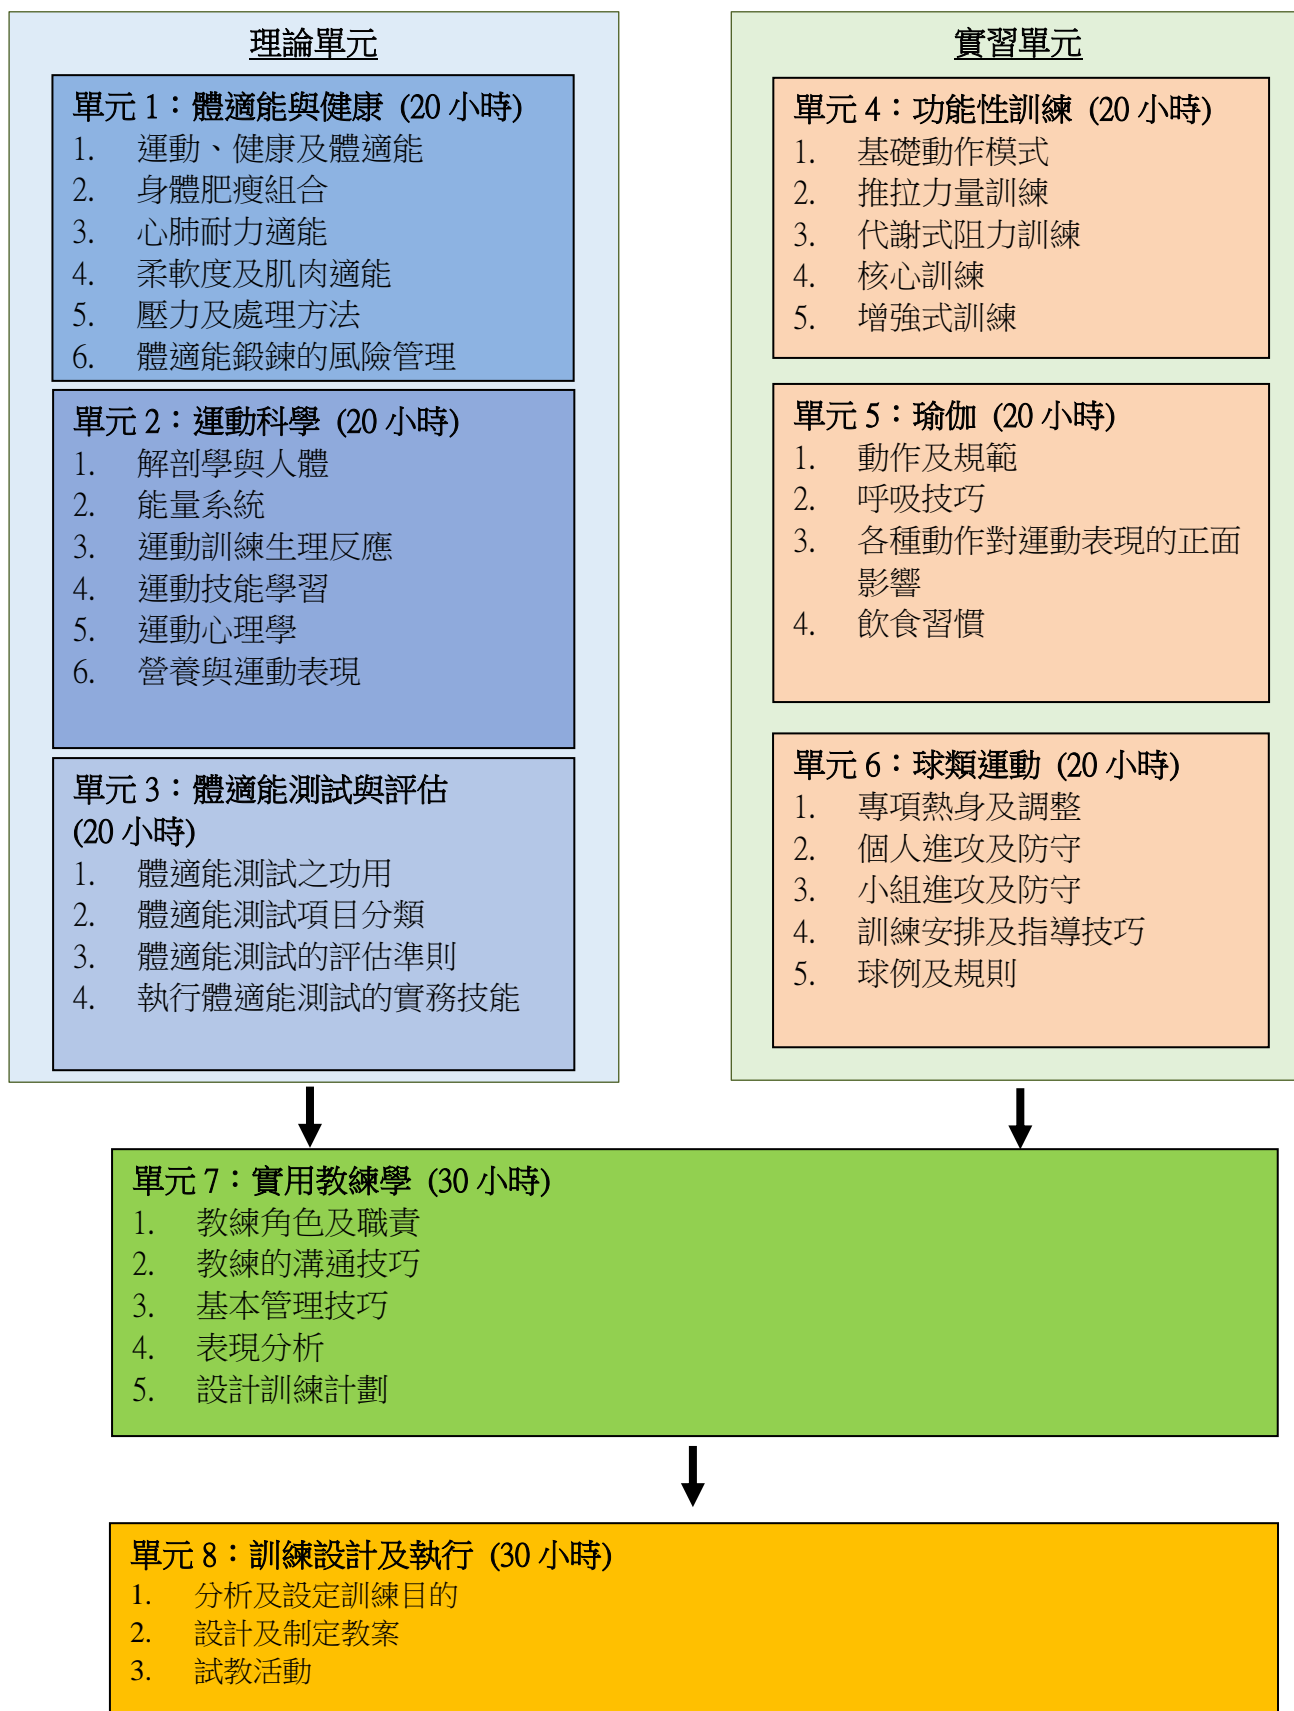 理論單元
單元 1：體適能與健康 (20 小時)
1. 運動、健康及體適能
2. 身體肥瘦組合
3. 心肺耐力適能
4. 柔軟度及肌肉適能
5. 壓力及處理方法
6. 體適能鍛鍊的風險管理
單元 2：運動科學 (20 小時)
1. 解剖學與人體
2. 能量系統
3. 運動訓練生理反應
4. 運動技能學習
5. 運動心理學
6. 營養與運動表現
單元 3：體適能測試與評估
(20 小時)
1. 體適能測試之功用
2. 體適能測試項目分類
3. 體適能測試的評估準則
4. 執行體適能測試的實務技能
實習單元
單元 4：功能性訓練 (20 小時)
1. 基礎動作模式
2. 推拉力量訓練
3. 代謝式阻力訓練
4. 核心訓練
5. 增強式訓練
單元 5：瑜伽 (20 小時)
1. 動作及規範
2. 呼吸技巧
3. 各種動作對運動表現的正面
影響
4. 飲食習慣
單元 6：球類運動 (20 小時)
1. 專項熱身及調整
2. 個人進攻及防守
3. 小組進攻及防守
4. 訓練安排及指導技巧
5. 球例及規則
單元 7：實用教練學 (30 小時)
1. 教練角色及職責
2. 教練的溝通技巧
3. 基本管理技巧
4. 表現分析
5. 設計訓練計劃
單元 8：訓練設計及執行 (30 小時)
1. 分析及設定訓練目的
2. 設計及制定教案
3. 試教活動